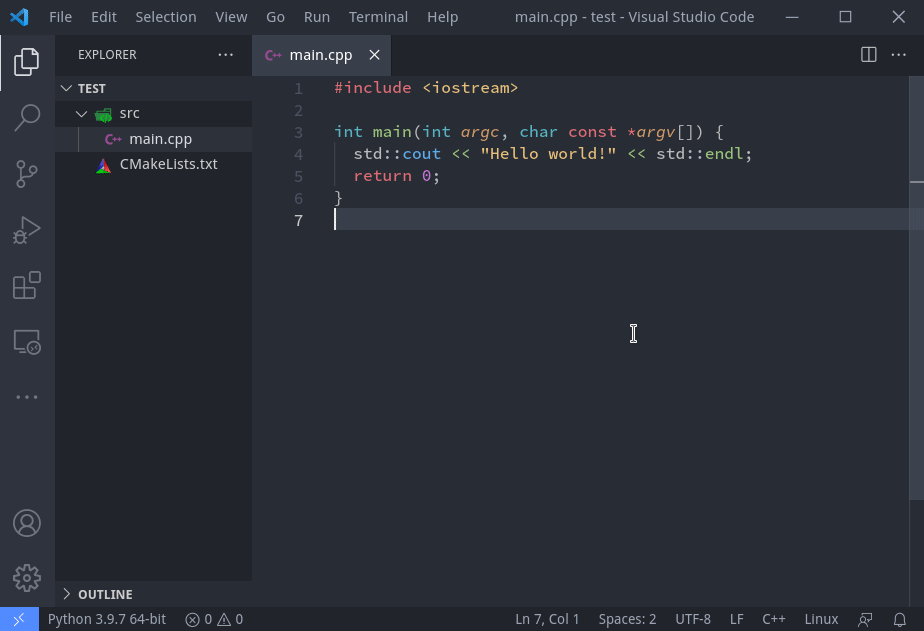 File Edit Selection View Go Run Terminal Help main.cpp - test - Visual Studio Code
EXPLORER
TEST
src
main.cpp
CMakeLists.txt
OUTLINE
main.cpp
1 #include <iostream>
2
3 int main(int argc, char const *argv[]) {
4 std::cout << "Hello world!" << std::endl;
5 return 0;
6 }
7
Python 3.9.7 64-bit 0 0 Ln 7, Col 1 Spaces: 2 UTF-8 LF C++ Linux